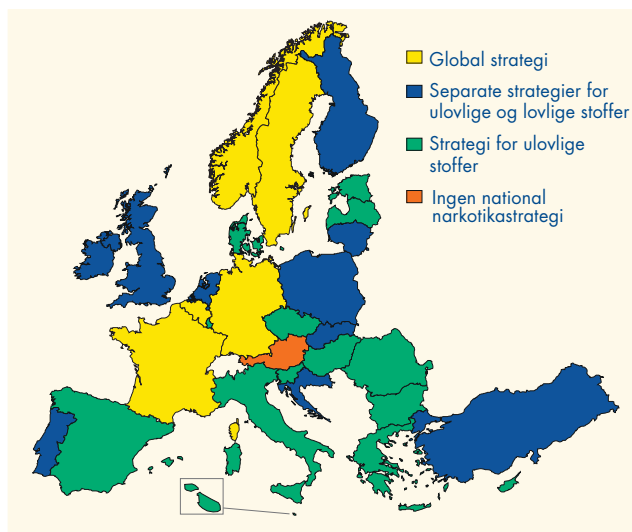 Global strategi
Separate strategier for
ulovlige og lovlige stoffer
Strategi for ulovlige
stoffer
Ingen national
narkotikastrategi